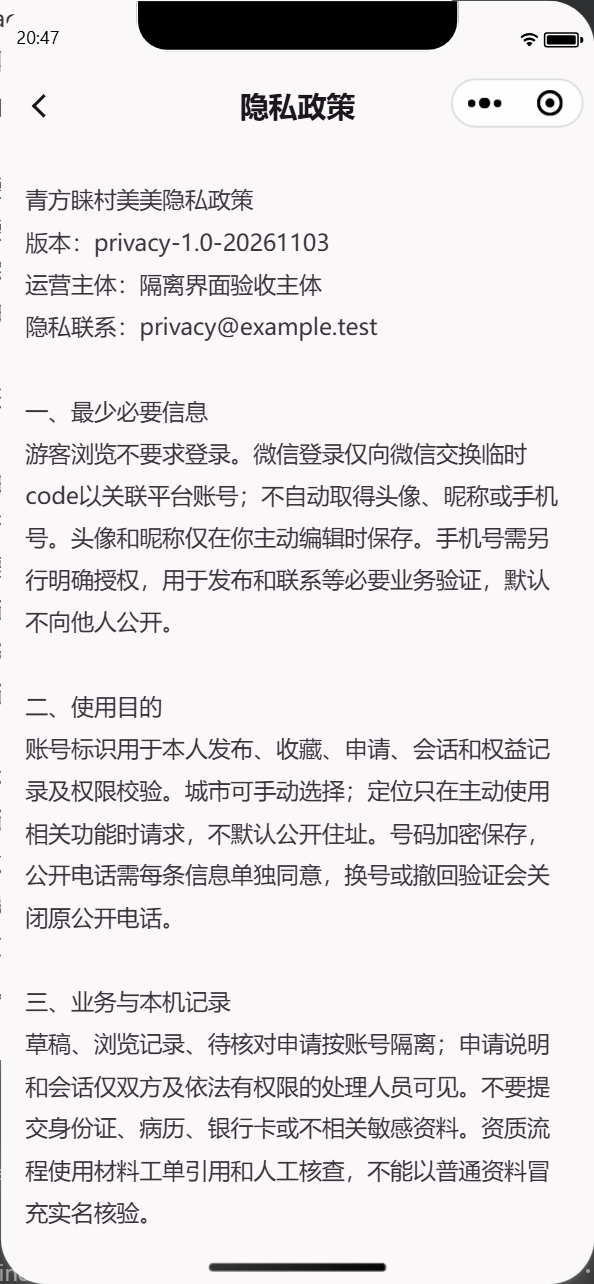 20:47
隐私政策
青方睐村美美隐私政策
版本：privacy-1.0-20261103
运营主体：隔离界面验收主体
隐私联系：privacy@example.test
一、最少必要信息
游客浏览不要求登录。微信登录仅向微信交换临时
code以关联平台账号；不自动取得头像、昵称或手机
号。头像和昵称仅在你主动编辑时保存。手机号需另
行明确授权，用于发布和联系等必要业务验证，默认
不向他人公开。
二、使用目的
账号标识用于本人发布、收藏、申请、会话和权益记
录及权限校验。城市可手动选择；定位只在主动使用
相关功能时请求，不默认公开住址。号码加密保存，
公开电话需每条信息单独同意，换号或撤回验证会关
闭原公开电话。
三、业务与本机记录
草稿、浏览记录、待核对申请按账号隔离；申请说明
和会话仅双方及依法有权限的处理人员可见。不要提
交身份证、病历、银行卡或不相关敏感资料。资质流
程使用材料工单引用和人工核查，不能以普通资料冒
充实名核验。